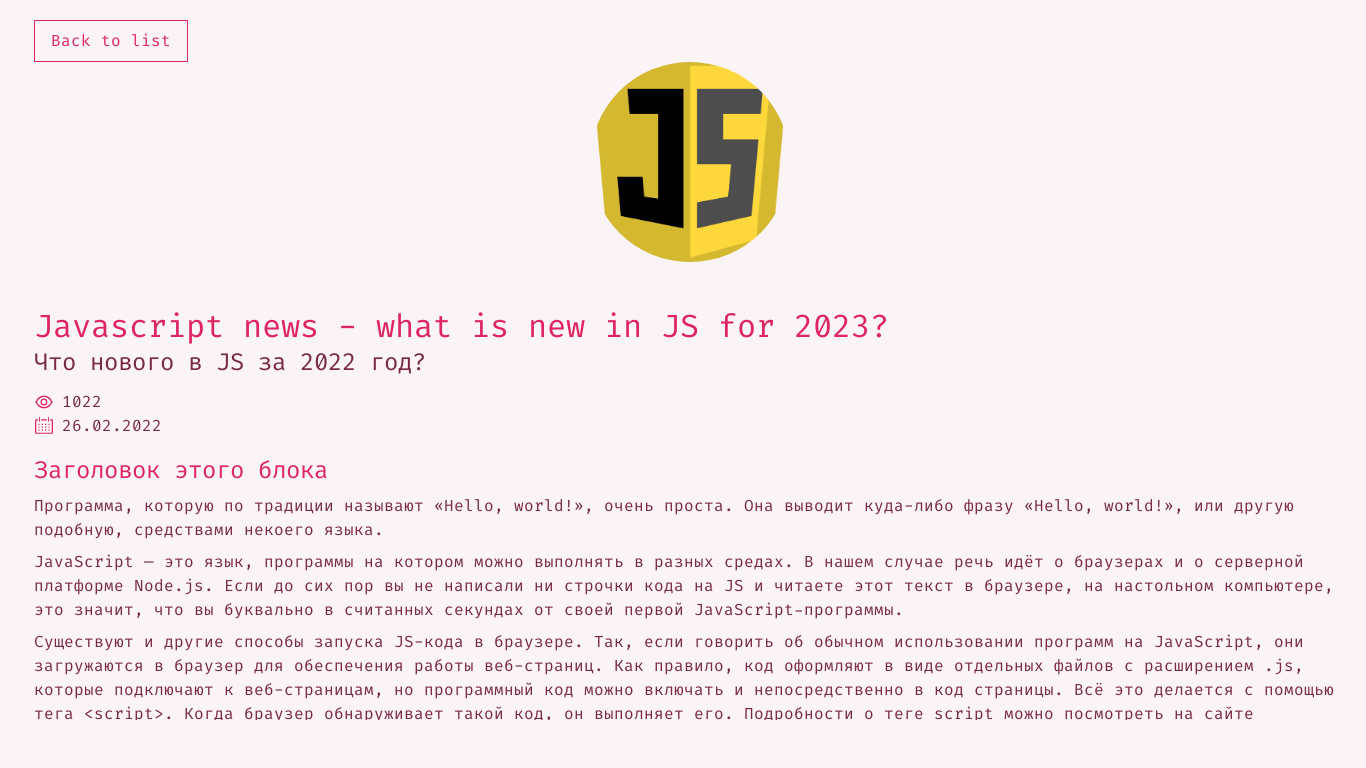 Back to list
JS
Javascript news - what is new in JS for 2023?
Что нового в JS за 2022 год?
1022
26.02.2022
Заголовок этого блока
Программа, которую по традиции называют «Hello, world!», очень проста. Она выводит куда-либо фразу «Hello, world!», или другую
подобную, средствами некоего языка.
JavaScript — это язык, программы на котором можно выполнять в разных средах. В нашем случае речь идёт о браузерах и о серверной
платформе Node.js. Если до сих пор вы не написали ни строчки кода на JS и читаете этот текст в браузере, на настольном компьютере,
это значит, что вы буквально в считанных секундах от своей первой JavaScript-программы.
Существуют и другие способы запуска JS-кода в браузере. Так, если говорить об обычном использовании программ на JavaScript, они
загружаются в браузер для обеспечения работы веб-страниц. Как правило, код оформляют в виде отдельных файлов с расширением .js,
которые подключают к веб-страницам, но программный код можно включать и непосредственно в код страницы. Всё это делается с помощью
тега <script>. Когда браузер обнаруживает такой код, он выполняет его. Подробности о теге script можно посмотреть на сайте